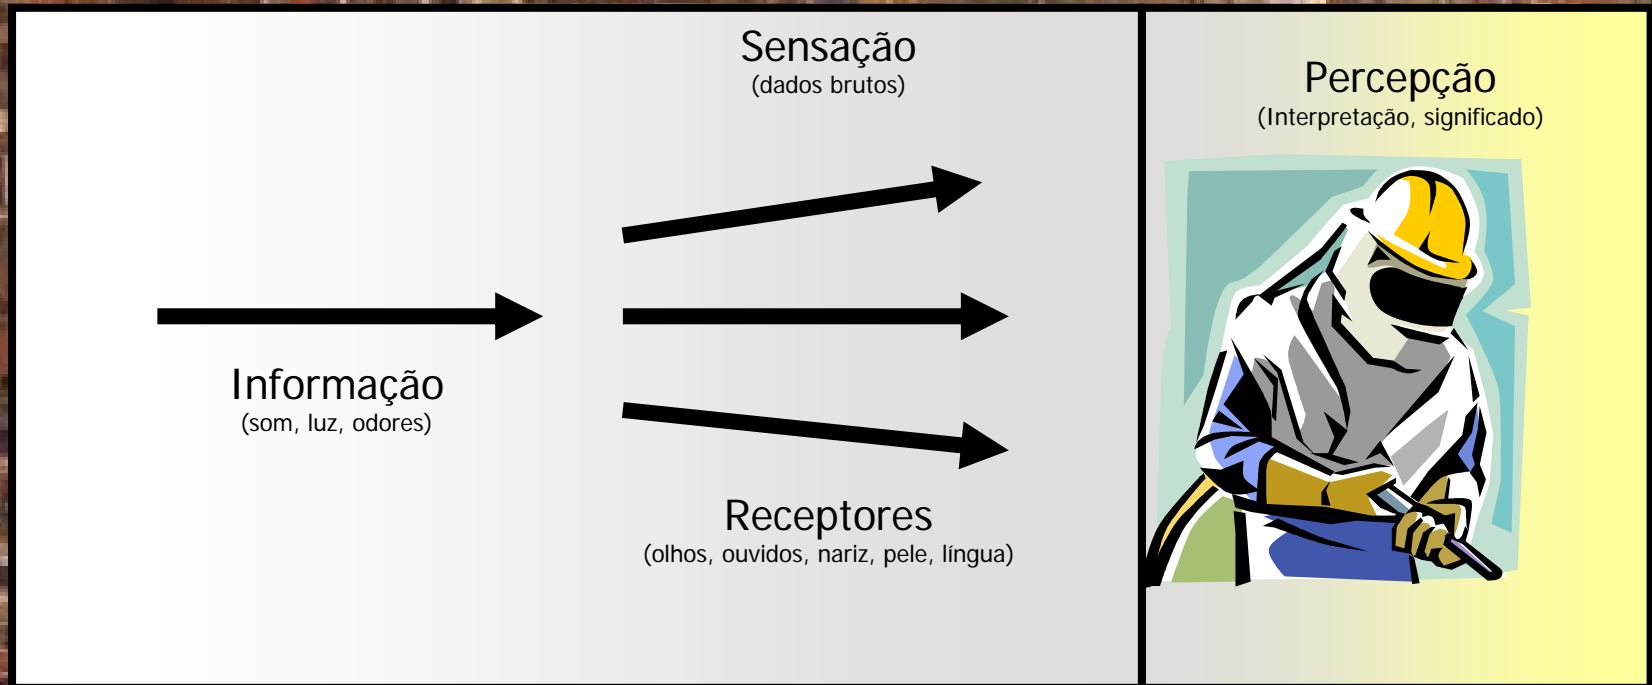 Sensação
(dados brutos)
Percepção
(Interpretação, significado)
Informação
(som, luz, odores)
Receptores
(olhos, ouvidos, nariz, pele, língua)